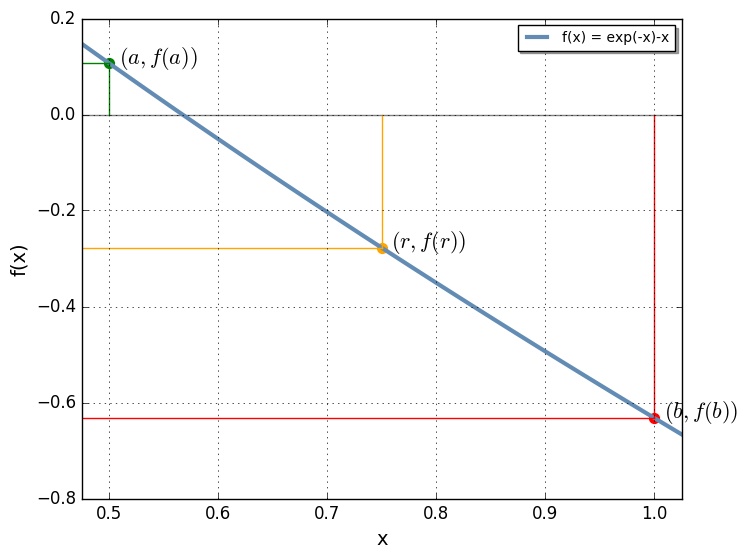 f(x) = exp(-x)-x
0.2
(a, f(a))
0.0
−0.2
(r, f(r))
f(x)
−0.4
−0.6
(b, f(b))
−0.8
0.5 0.6 0.7 0.8 0.9 1.0
x